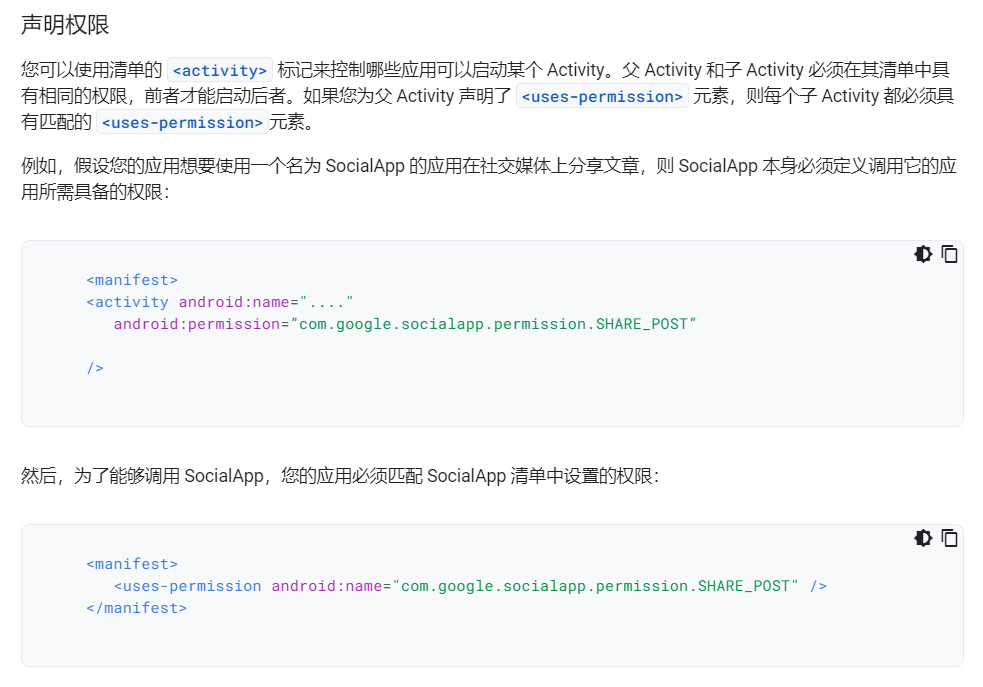 声明权限
您可以使用清单的 <activity> 标记来控制哪些应用可以启动某个 Activity。父 Activity 和子 Activity 必须在其清单中具
有相同的权限，前者才能启动后者。如果您为父 Activity 声明了 <uses-permission> 元素，则每个子 Activity 都必须具
有匹配的 <uses-permission> 元素。
例如，假设您的应用想要使用一个名为 SocialApp 的应用在社交媒体上分享文章，则 SocialApp 本身必须定义调用它的应
用所需具备的权限：
<manifest>
<activity android:name="...."
   android:permission=”com.google.socialapp.permission.SHARE_POST”
/>
然后，为了能够调用 SocialApp，您的应用必须匹配 SocialApp 清单中设置的权限：
<manifest>
   <uses-permission android:name="com.google.socialapp.permission.SHARE_POST" />
</manifest>